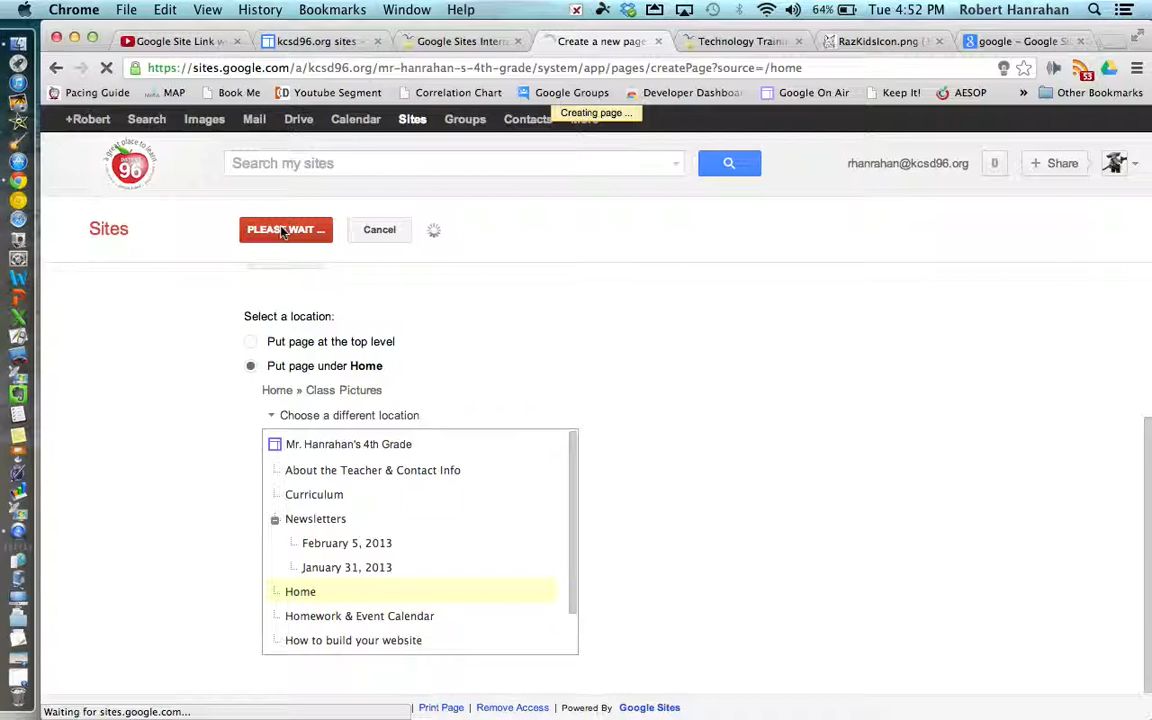 Chrome File Edit View History Bookmarks Window Help 64% Tue 4:52 PM Robert Hanrahan
Google Site Link w kcsd96.org sites - Google Sites Intern Create a new page Technology Traini RazKidsIcon.png ( google - Google S
https://sites.google.com/a/kcsd96.org/mr-hanrahan-s-4th-grade/system/app/pages/createPage?source=/home 53
Pacing Guide MAP Book Me Youtube Segment Correlation Chart Google Groups Developer Dashboa Google On Air Keep It! AESOP » Other Bookmarks
Creating page ...
+Robert Search Images Gmail Drive Calendar Sites Groups Contacts
a great place to learn
96
Search my sites
rhanrahan@kcsd96.org 0 + Share
Sites PLEASE WAIT ... Cancel
Select a location:
Put page at the top level
Put page under Home
Home » Class Pictures
Choose a different location
Mr. Hanrahan's 4th Grade
About the Teacher & Contact Info
Curriculum
Newsletters
February 5, 2013
January 31, 2013
Home
Homework & Event Calendar
How to build your website
Waiting for sites.google.com...
Print Page | Remove Access | Powered By Google Sites